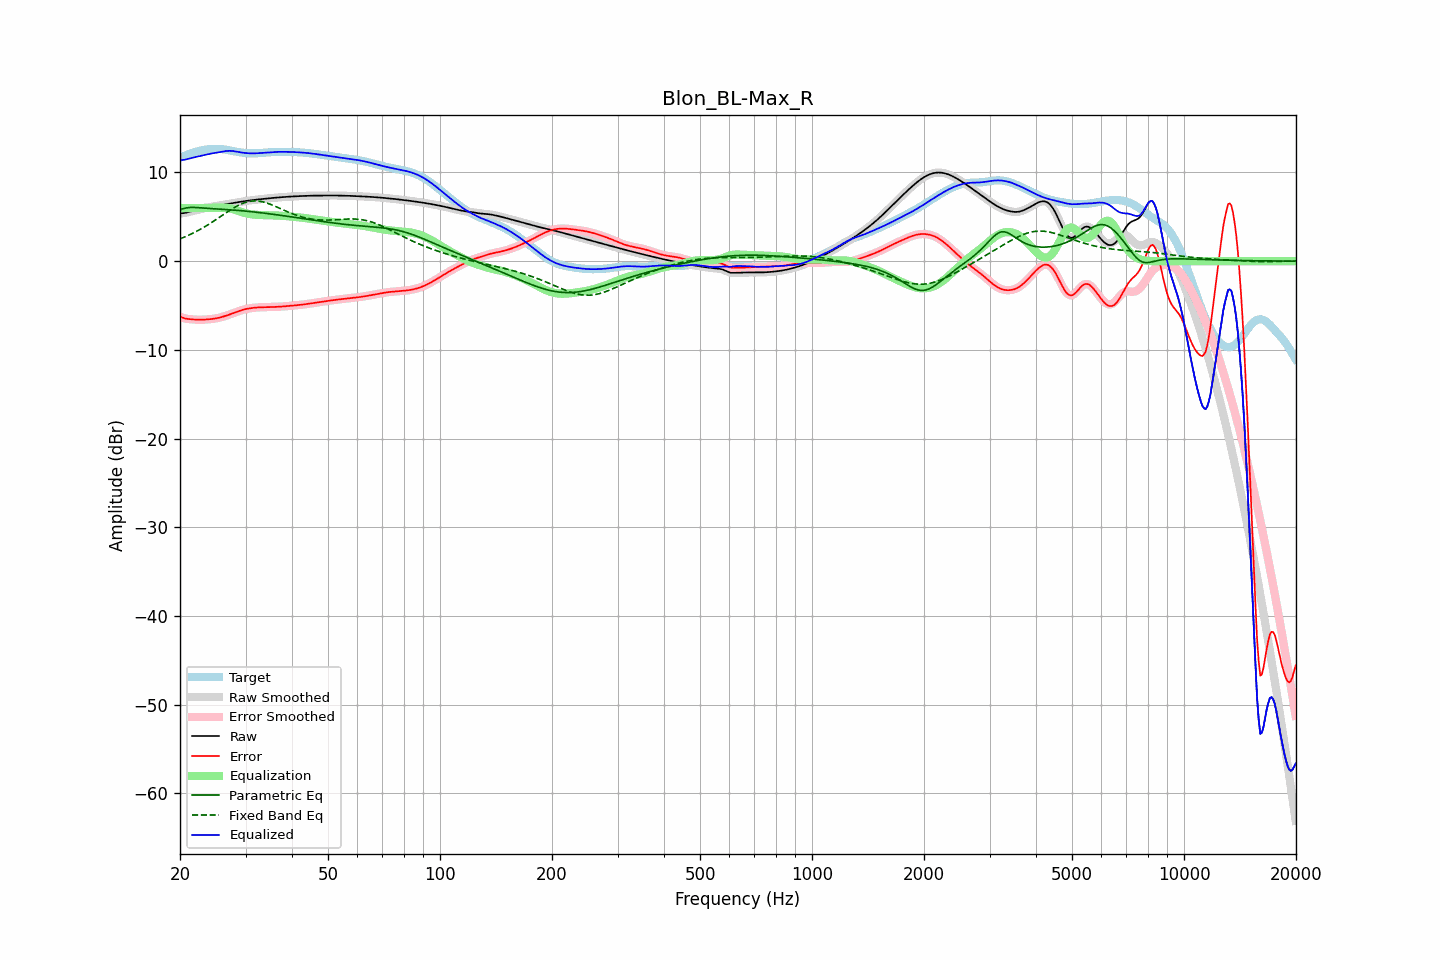 Blon_BL-Max_R
10
0
−10
−20
−30
−40
−50
−60
Amplitude (dBr)
Target
Raw Smoothed
Error Smoothed
Raw
Error
Equalization
Parametric Eq
Fixed Band Eq
Equalized
20 50 100 200 500 1000 2000 5000 10000 20000
Frequency (Hz)